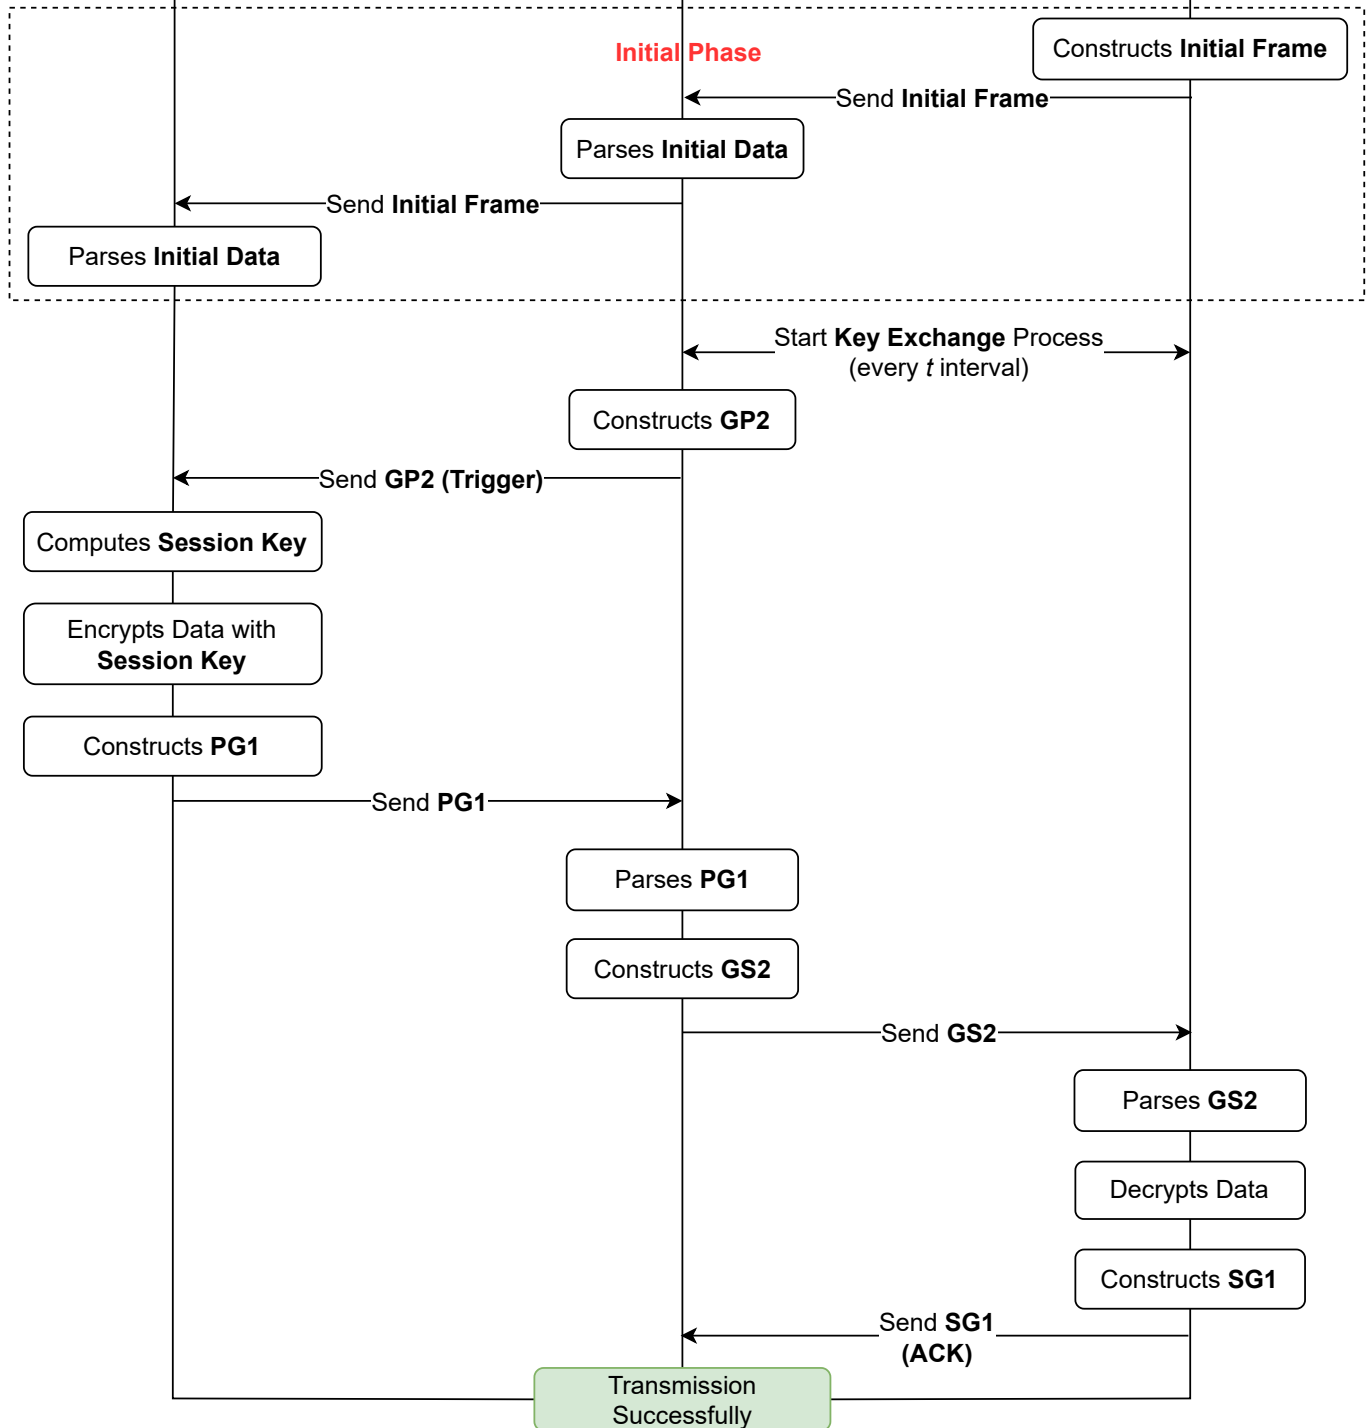 Constructs Initial Frame
Initial Phase
Send Initial Frame
Parses Initial Data
Send Initial Frame
Parses Initial Data
Start Key Exchange Process
(every t interval)
Constructs GP2
Send GP2 (Trigger)
Computes Session Key
Encrypts Data with
Session Key
Constructs PG1
Send PG1
Parses PG1
Constructs GS2
Send GS2
Parses GS2
Decrypts Data
Constructs SG1
Send SG1
(ACK)
Transmission
Successfully